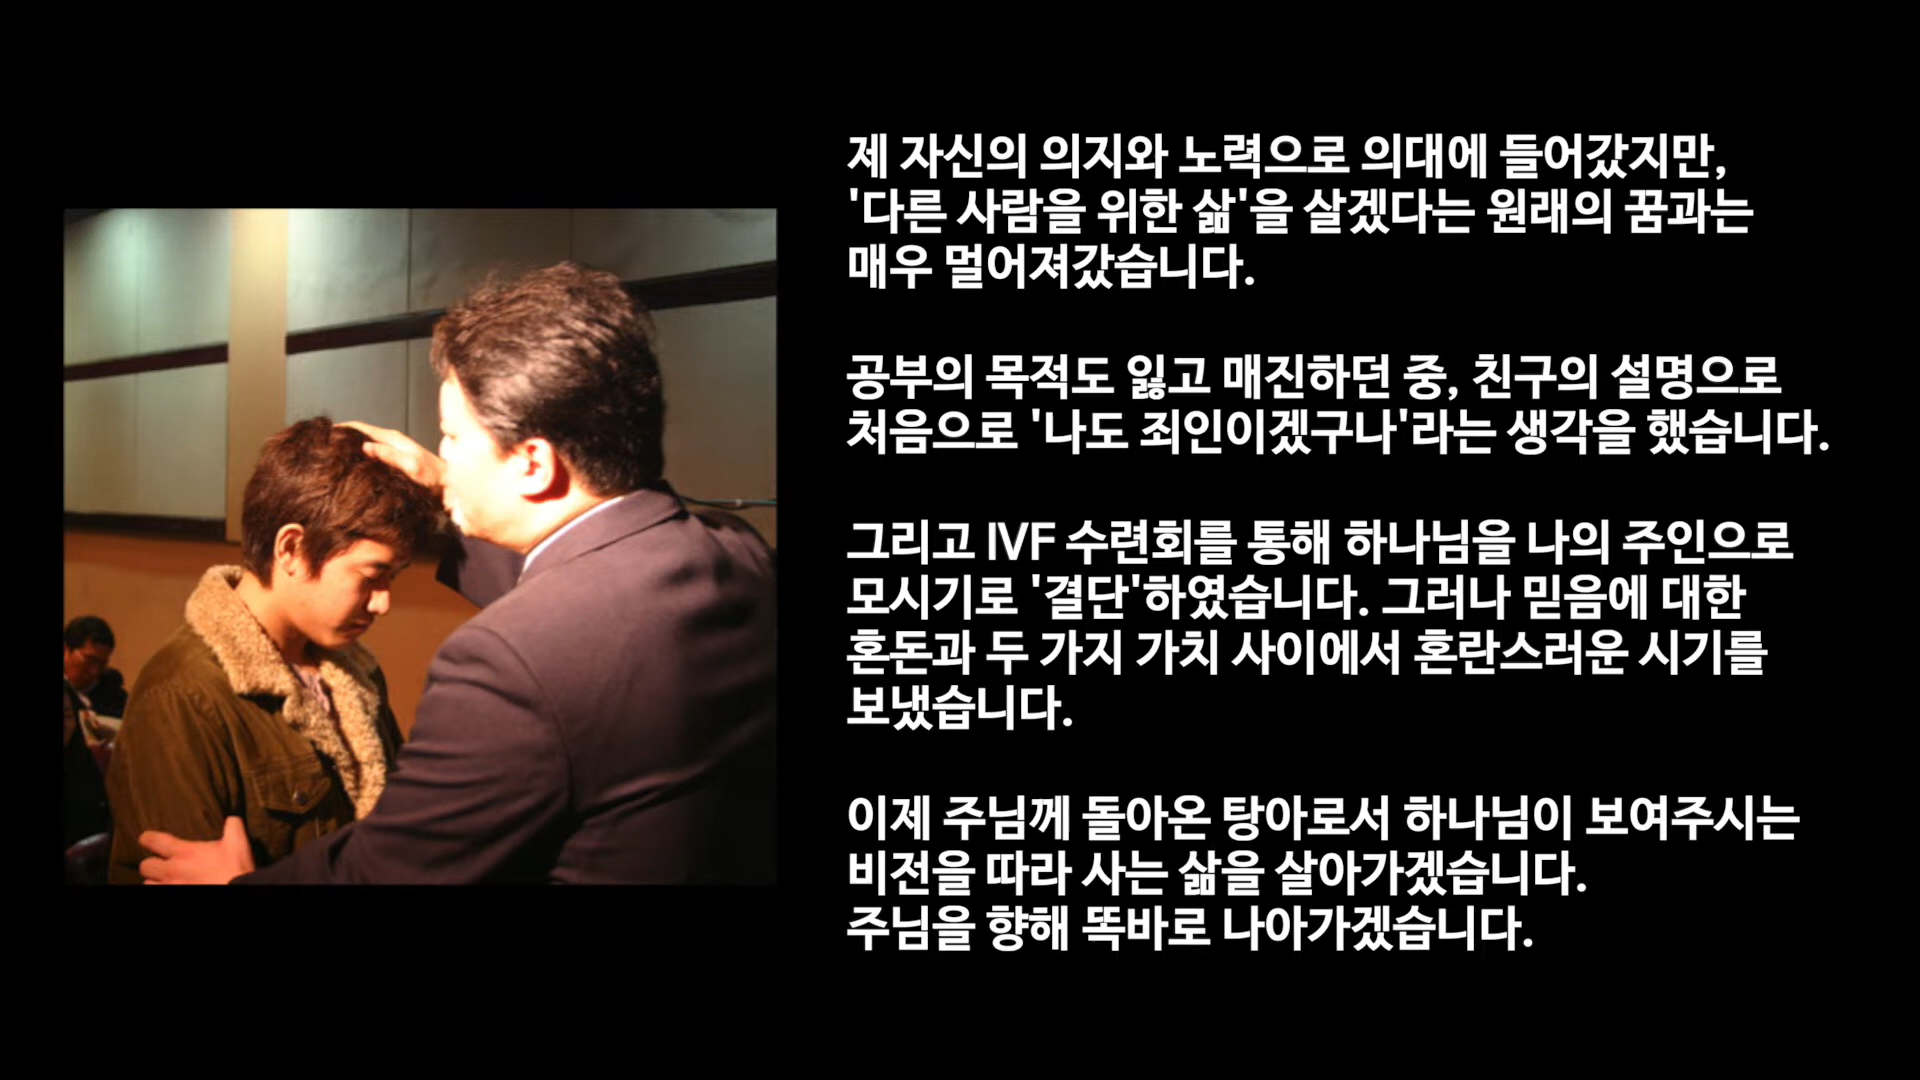 제 자신의 의지와 노력으로 의대에 들어갔지만,
'다른 사람을 위한 삶'을 살겠다는 원래의 꿈과는
매우 멀어져갔습니다.
공부의 목적도 잃고 매진하던 중, 친구의 설명으로
처음으로 '나도 죄인이겠구나'라는 생각을 했습니다.
그리고 IVF 수련회를 통해 하나님을 나의 주인으로
모시기로 '결단'하였습니다. 그러나 믿음에 대한
혼돈과 두 가지 가치 사이에서 혼란스러운 시기를
보냈습니다.
이제 주님께 돌아온 탕아로서 하나님이 보여주시는
비전을 따라 사는 삶을 살아가겠습니다.
주님을 향해 똑바로 나아가겠습니다.